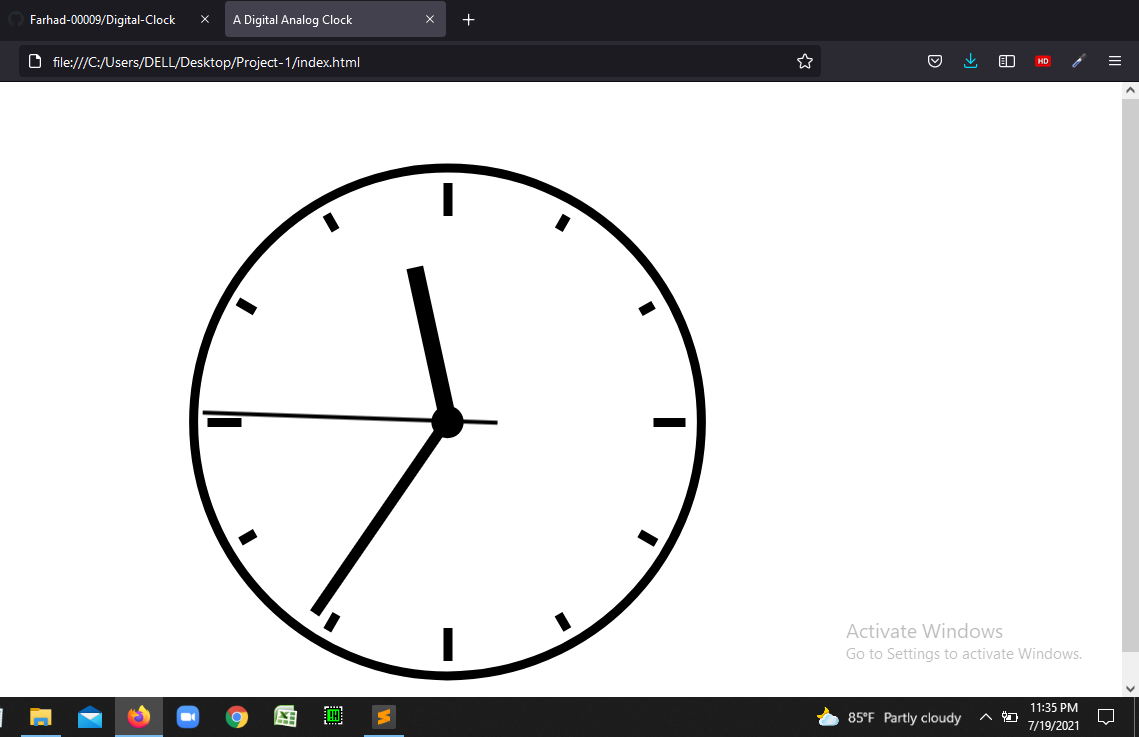 Farhad-00009/Digital-Clock
A Digital Analog Clock
file:///C:/Users/DELL/Desktop/Project-1/index.html
HD
Activate Windows
Go to Settings to activate Windows.
85°F Partly cloudy
11:35 PM
7/19/2021